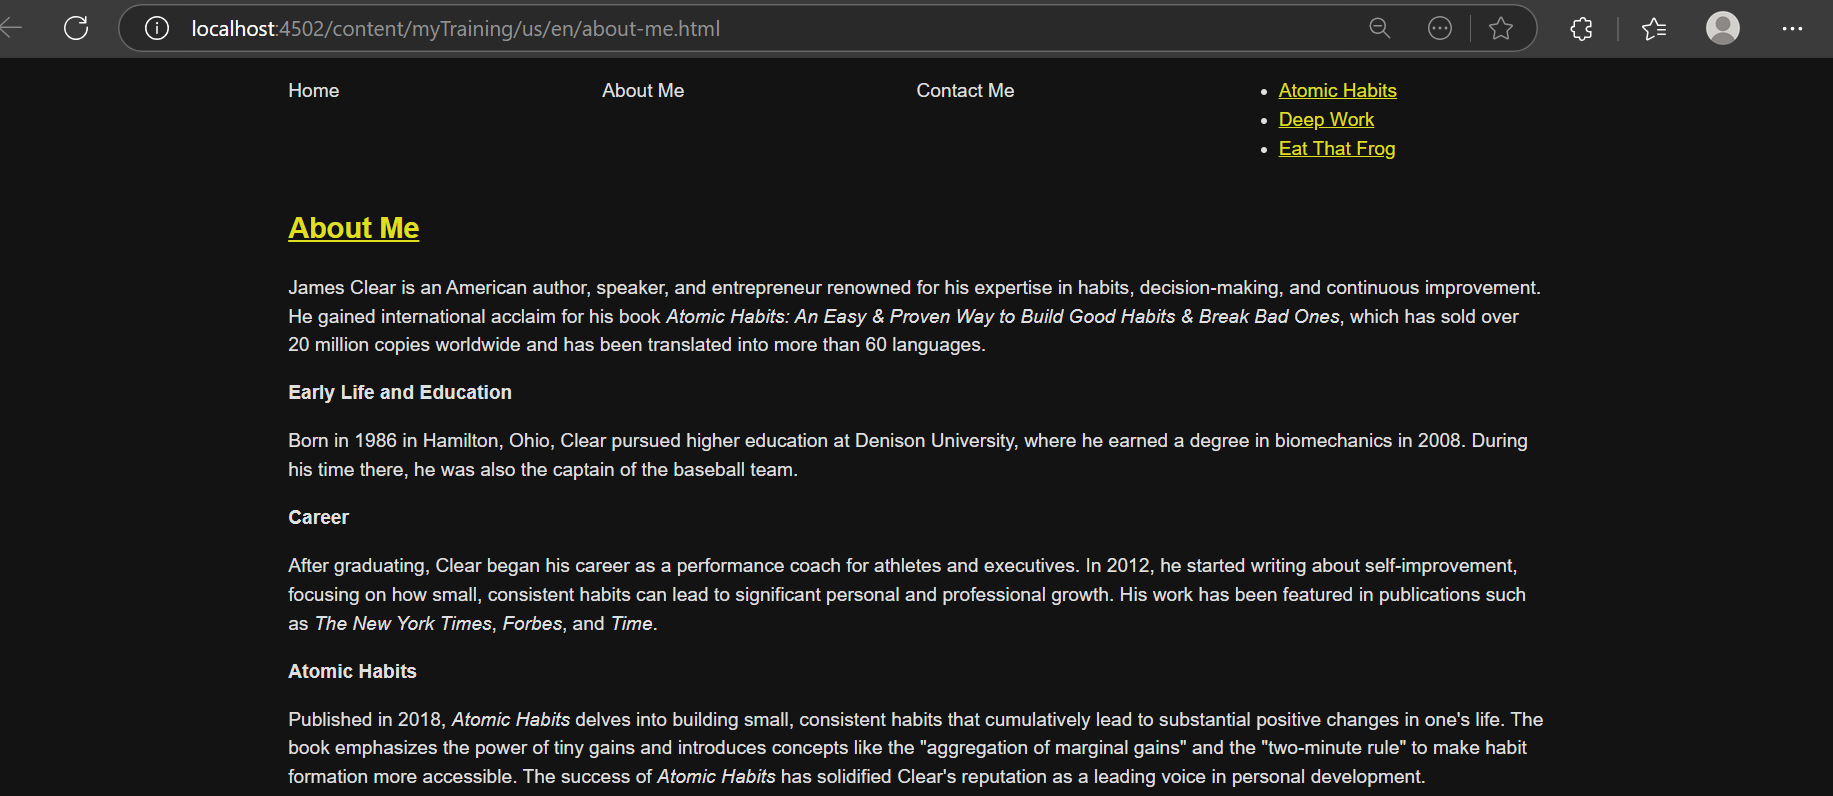 localhost:4502/content/myTraining/us/en/about-me.html
Home About Me Contact Me
• Atomic Habits
• Deep Work
• Eat That Frog
About Me
James Clear is an American author, speaker, and entrepreneur renowned for his expertise in habits, decision-making, and continuous improvement.
He gained international acclaim for his book Atomic Habits: An Easy & Proven Way to Build Good Habits & Break Bad Ones, which has sold over
20 million copies worldwide and has been translated into more than 60 languages.
Early Life and Education
Born in 1986 in Hamilton, Ohio, Clear pursued higher education at Denison University, where he earned a degree in biomechanics in 2008. During
his time there, he was also the captain of the baseball team.
Career
After graduating, Clear began his career as a performance coach for athletes and executives. In 2012, he started writing about self-improvement,
focusing on how small, consistent habits can lead to significant personal and professional growth. His work has been featured in publications such
as The New York Times, Forbes, and Time.
Atomic Habits
Published in 2018, Atomic Habits delves into building small, consistent habits that cumulatively lead to substantial positive changes in one's life. The
book emphasizes the power of tiny gains and introduces concepts like the "aggregation of marginal gains" and the "two-minute rule" to make habit
formation more accessible. The success of Atomic Habits has solidified Clear's reputation as a leading voice in personal development.